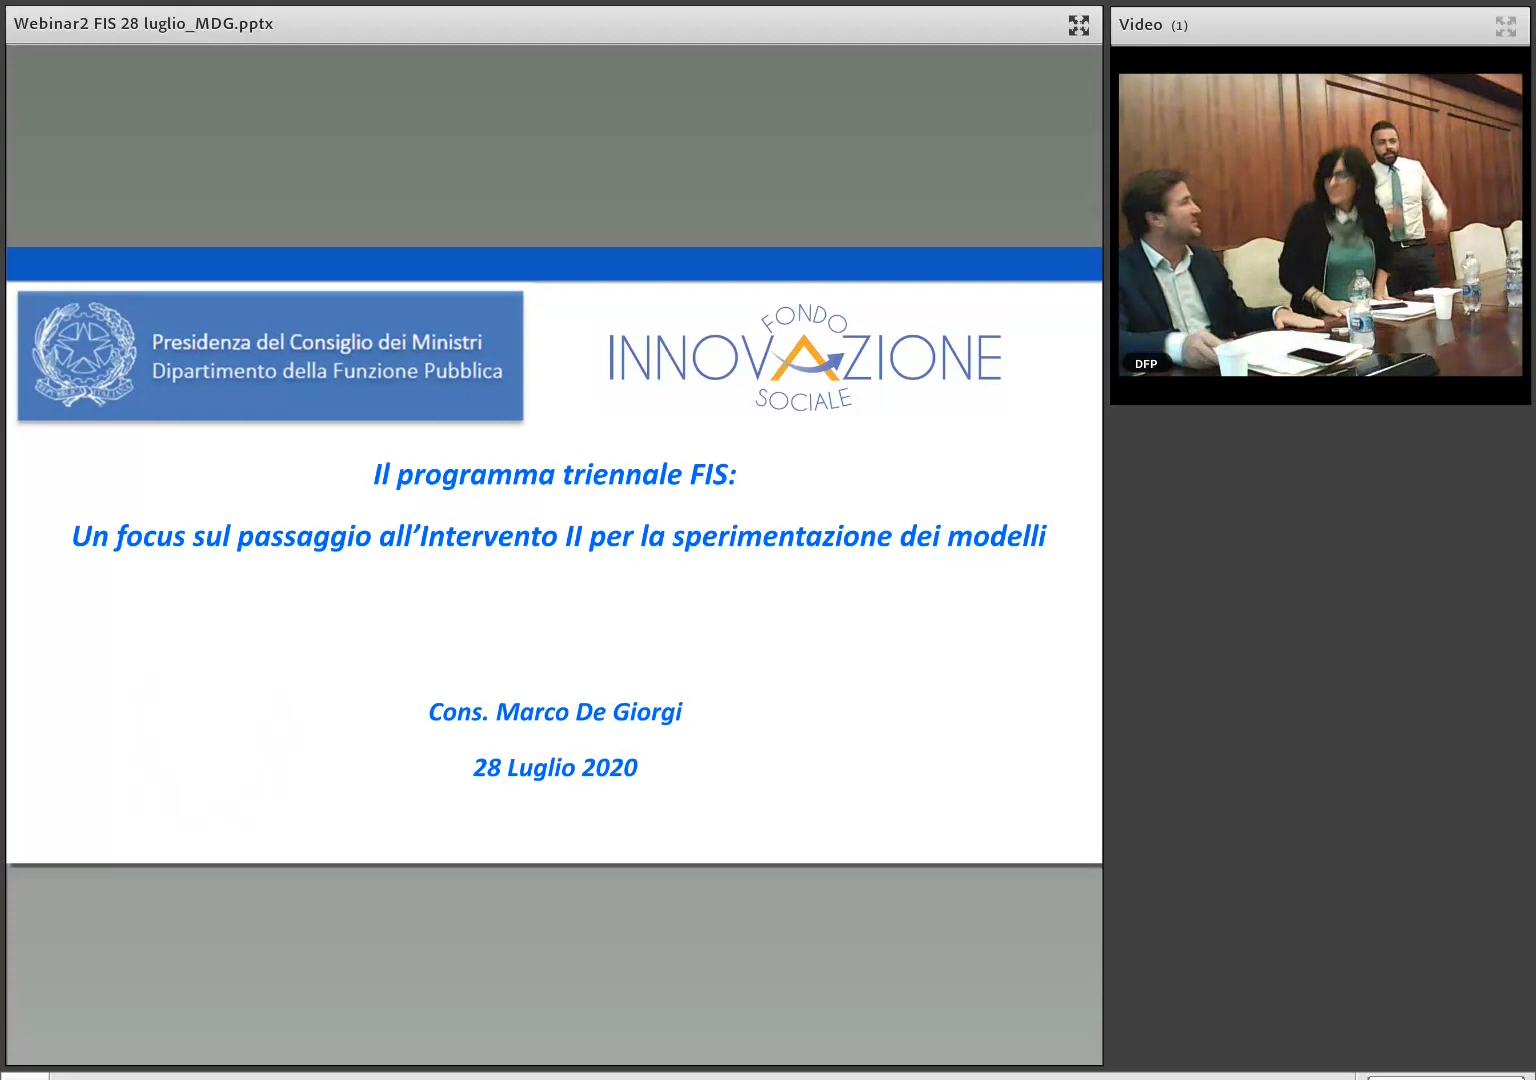 Webinar2 FIS 28 luglio_MDG.pptx
Video (1)
DFP
Presidenza del Consiglio dei Ministri
Dipartimento della Funzione Pubblica
FONDO
INNOVAZIONE
SOCIALE
Il programma triennale FIS:
Un focus sul passaggio all’Intervento II per la sperimentazione dei modelli
Cons. Marco De Giorgi
28 Luglio 2020